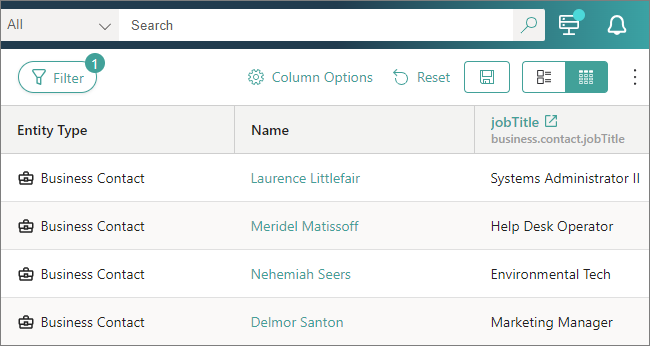 All Search
1
Filter Column Options Reset
Entity Type Name jobTitle
business.contact.jobTitle
Business Contact Laurence Littlefair Systems Administrator II
Business Contact Meridel Matissoff Help Desk Operator
Business Contact Nehemiah Seers Environmental Tech
Business Contact Delmor Santon Marketing Manager